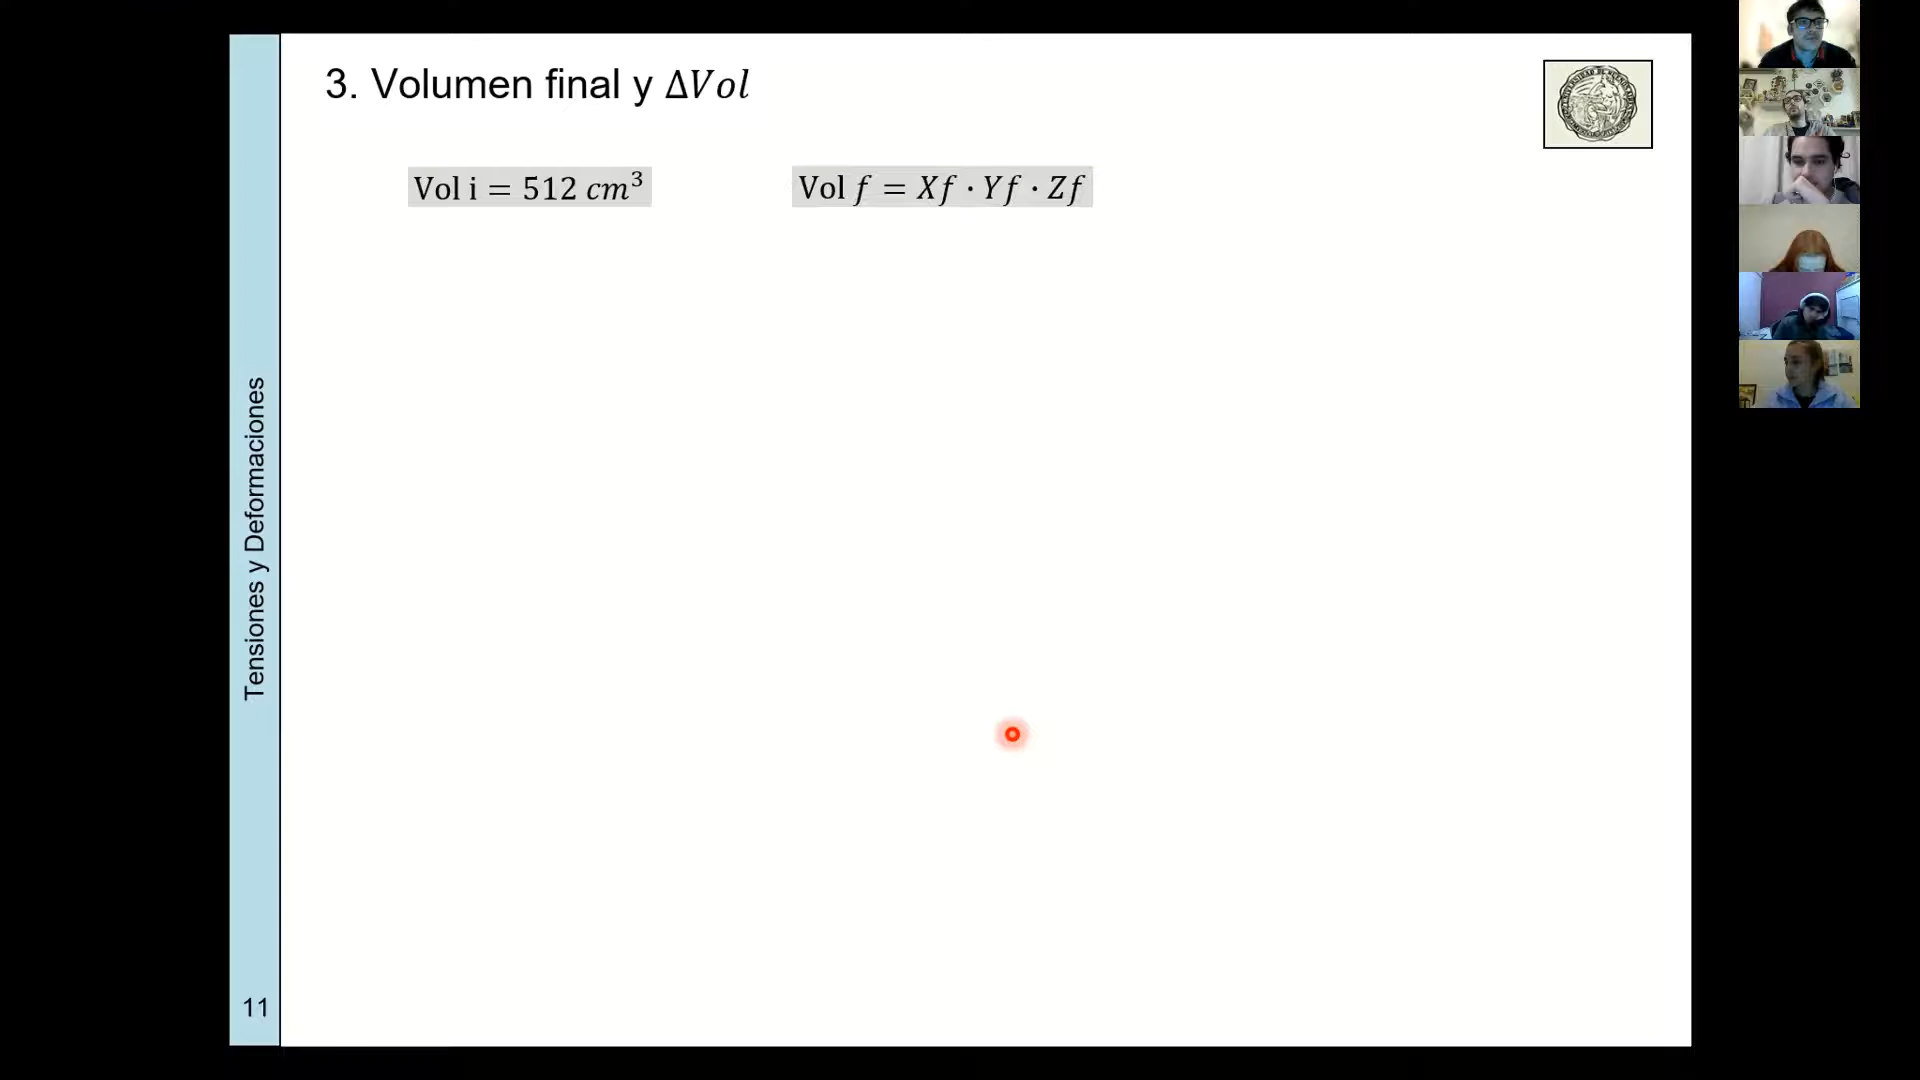 3. Volumen final y Δ𝑉𝑜𝑙
Vol i = 512 𝑐𝑚³
Vol 𝑓 = 𝑋𝑓 · 𝑌𝑓 · 𝑍𝑓
Tensiones y Deformaciones
11